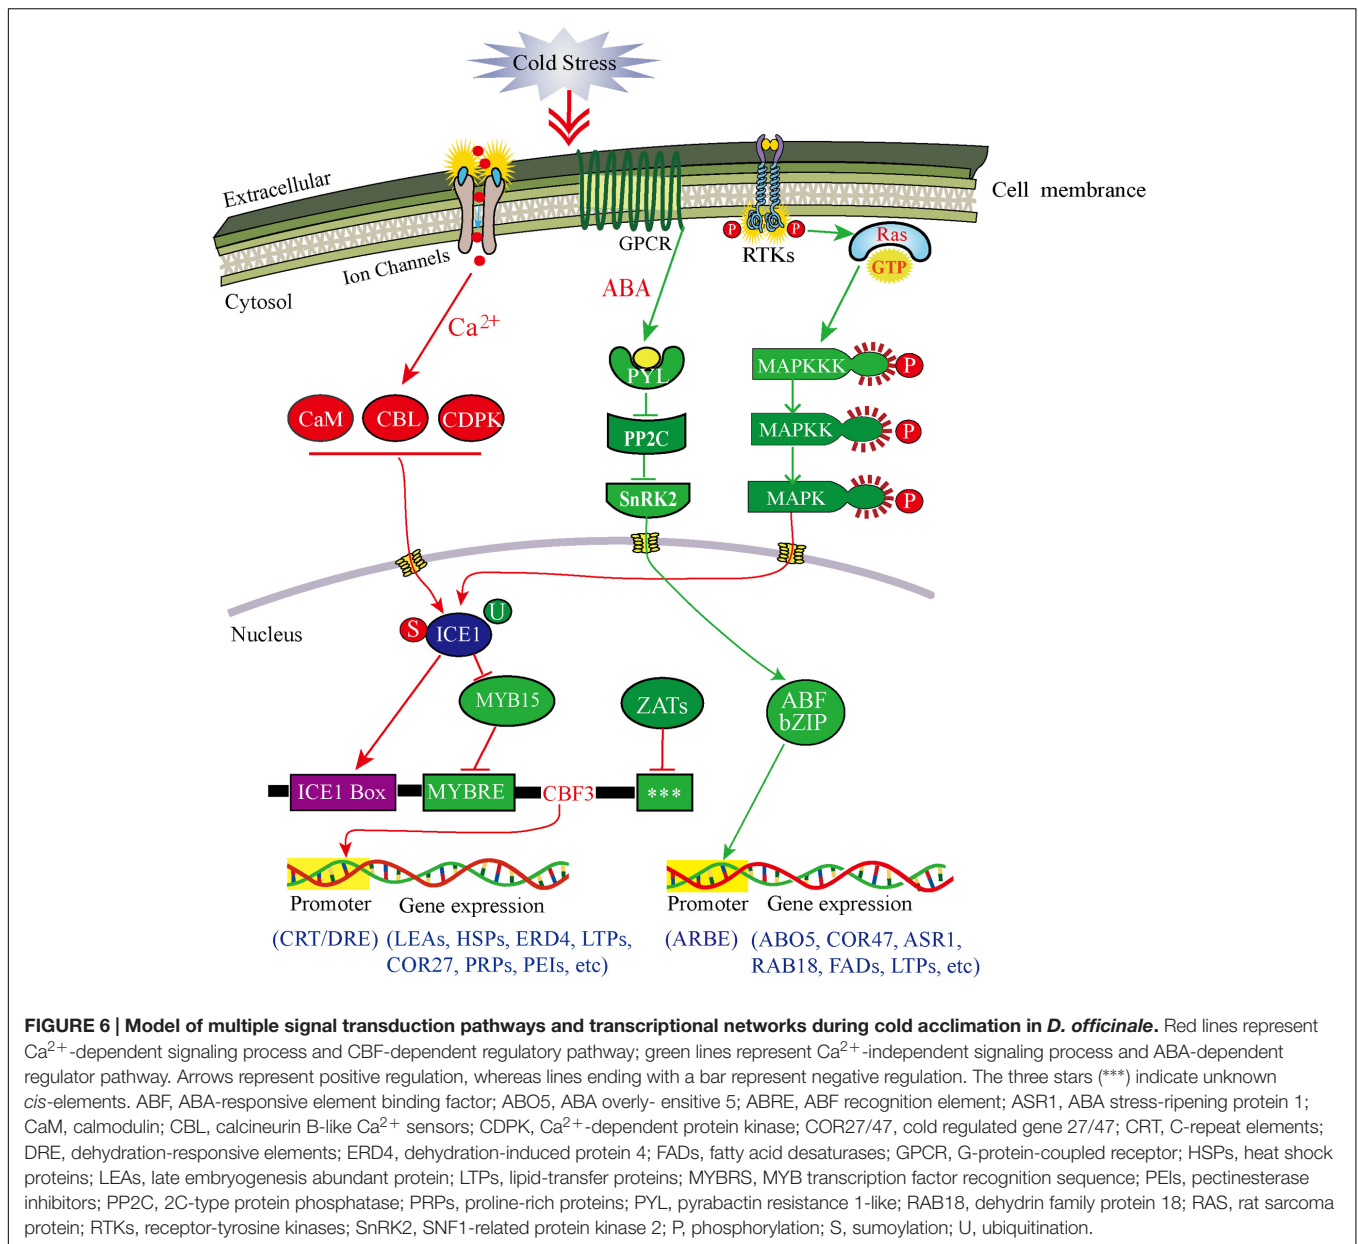 Cold Stress
Extracellular
Cell membrance
Ion Channels
GPCR
P
P
RTKs
Ras
GTP
Cytosol
ABA
Ca2+
PYL
MAPKKK
P
CaM
CBL
CDPK
PP2C
MAPKK
P
SnRK2
MAPK
P
Nucleus
S
ICE1
U
MYB15
ZATs
ABF
bZIP
ICE1 Box
MYBRE
CBF3
***
Promoter
Gene expression
Promoter
Gene expression
(CRT/DRE)
(LEAs, HSPs, ERD4, LTPs,
COR27, PRPs, PEIs, etc)
(ARBE)
(ABO5, COR47, ASR1,
RAB18, FADs, LTPs, etc)
FIGURE 6 | Model of multiple signal transduction pathways and transcriptional networks during cold acclimation in D. officinale. Red lines represent
Ca2+-dependent signaling process and CBF-dependent regulatory pathway; green lines represent Ca2+-independent signaling process and ABA-dependent
regulator pathway. Arrows represent positive regulation, whereas lines ending with a bar represent negative regulation. The three stars (***) indicate unknown
cis-elements. ABF, ABA-responsive element binding factor; ABO5, ABA overly- ensitive 5; ABRE, ABF recognition element; ASR1, ABA stress-ripening protein 1;
CaM, calmodulin; CBL, calcineurin B-like Ca2+ sensors; CDPK, Ca2+-dependent protein kinase; COR27/47, cold regulated gene 27/47; CRT, C-repeat elements;
DRE, dehydration-responsive elements; ERD4, dehydration-induced protein 4; FADs, fatty acid desaturases; GPCR, G-protein-coupled receptor; HSPs, heat shock
proteins; LEAs, late embryogenesis abundant protein; LTPs, lipid-transfer proteins; MYBRS, MYB transcription factor recognition sequence; PEIs, pectinesterase
inhibitors; PP2C, 2C-type protein phosphatase; PRPs, proline-rich proteins; PYL, pyrabactin resistance 1-like; RAB18, dehydrin family protein 18; RAS, rat sarcoma
protein; RTKs, receptor-tyrosine kinases; SnRK2, SNF1-related protein kinase 2; P, phosphorylation; S, sumoylation; U, ubiquitination.